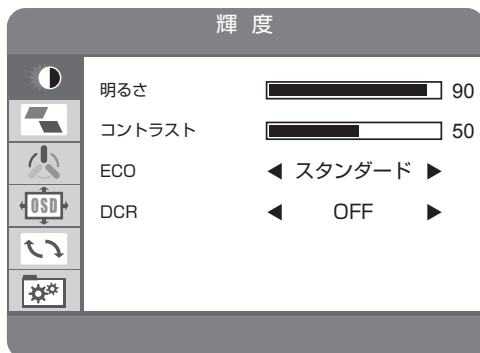 輝 度
明るさ 90
コントラスト 50
ECO ◀ スタンダード ▶
DCR ◀ OFF ▶
OSD